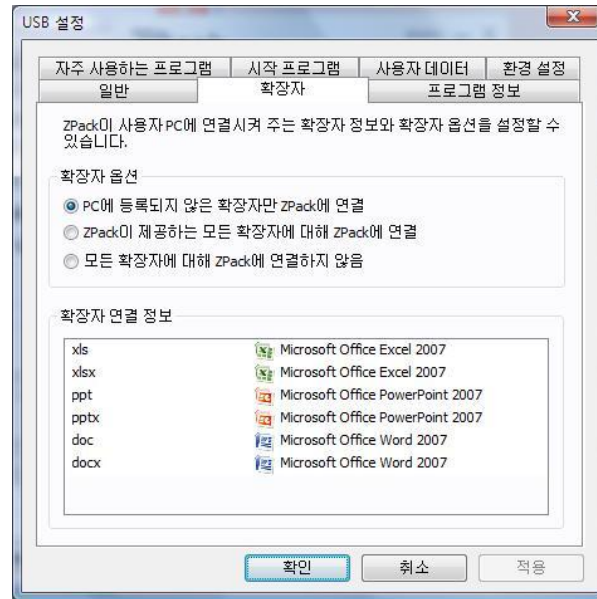 USB 설정
자주 사용하는 프로그램 시작 프로그램 사용자 데이터 환경 설정
일반 확장자 프로그램 정보
ZPack이 사용자 PC에 연결시켜 주는 확장자 정보와 확장자 옵션을 설정할 수
있습니다.
확장자 옵션
PC에 등록되지 않은 확장자만 ZPack에 연결
ZPack이 제공하는 모든 확장자에 대해 ZPack에 연결
모든 확장자에 대해 ZPack에 연결하지 않음
확장자 연결 정보
xls Microsoft Office Excel 2007
xlsx Microsoft Office Excel 2007
ppt Microsoft Office PowerPoint 2007
pptx Microsoft Office PowerPoint 2007
doc Microsoft Office Word 2007
docx Microsoft Office Word 2007
확인 취소 적용